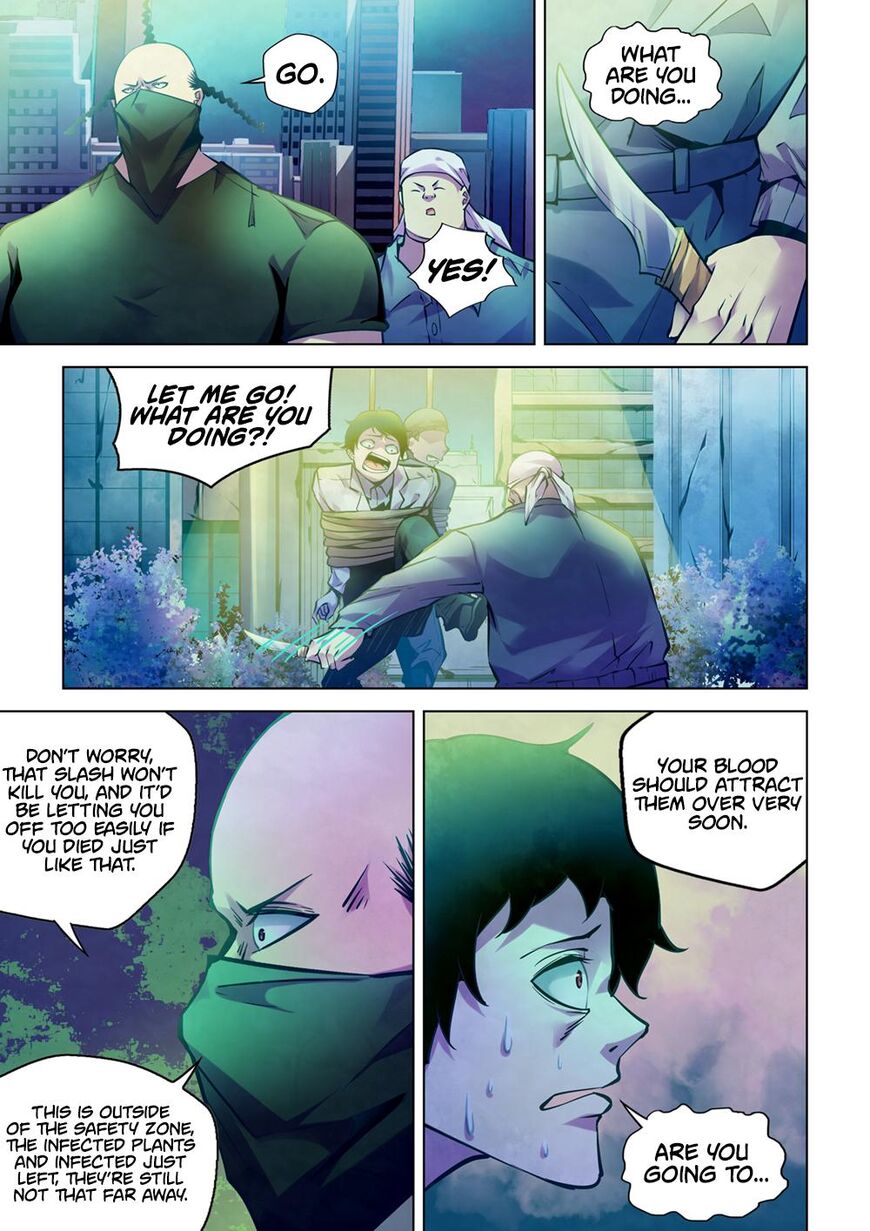 GO.
YES!
WHAT
ARE YOU
DOING...
LET ME GO!
WHAT ARE YOU
DOING?!
DON'T WORRY,
THAT SLASH WON'T
KILL YOU, AND IT'D
BE LETTING YOU
OFF TOO EASILY IF
YOU DIED JUST
LIKE THAT.
THIS IS OUTSIDE
OF THE SAFETY ZONE,
THE INFECTED PLANTS
AND INFECTED JUST
LEFT, THEY'RE STILL
NOT THAT FAR AWAY.
YOUR BLOOD
SHOULD ATTRACT
THEM OVER VERY
SOON.
ARE YOU
GOING TO...